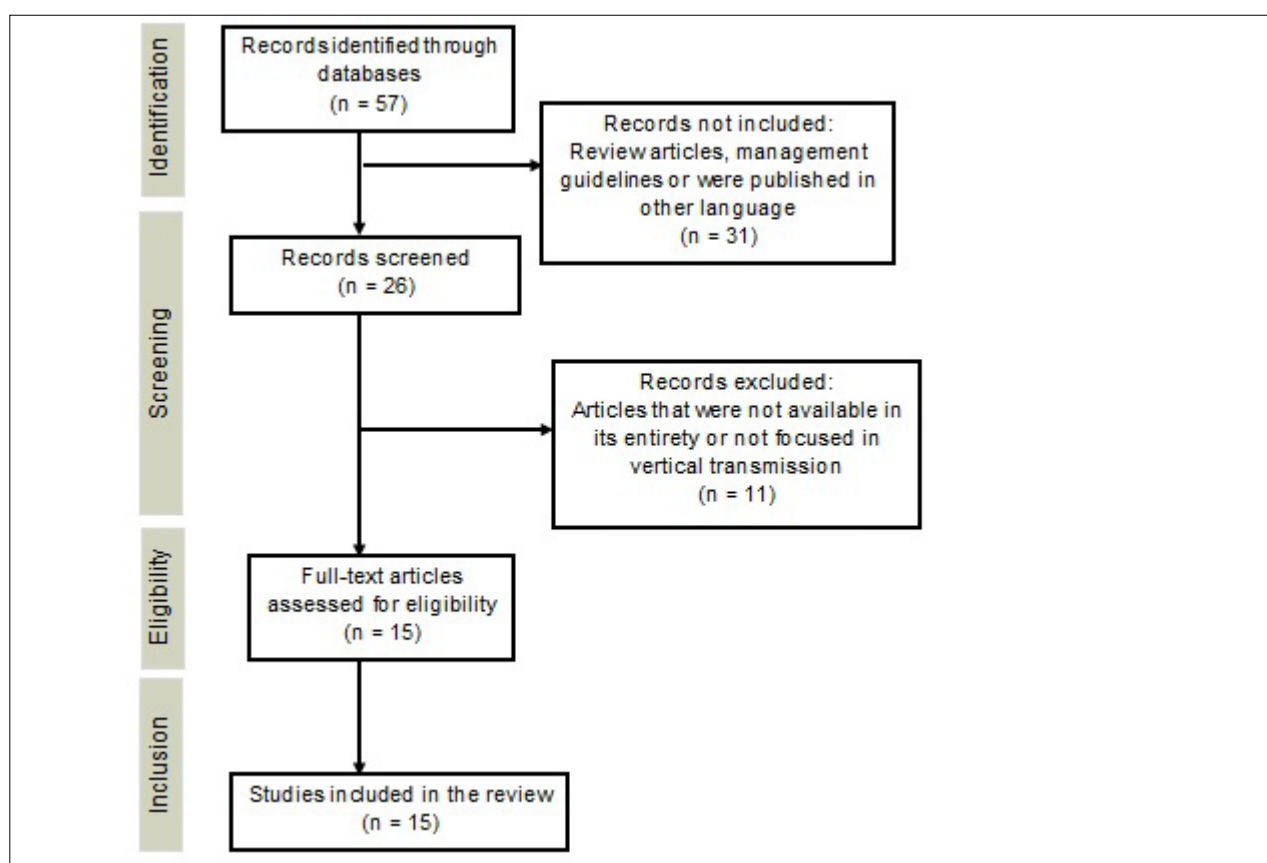 Identification
Records identified through
databases
(n = 57)
Records not included:
Review articles, management
guidelines or were published in
other language
(n = 31)
Screening
Records screened
(n = 26)
Records excluded:
Articles that were not available in
its entirety or not focused in
vertical transmission
(n = 11)
Eligibility
Full-text articles
assessed for eligibility
(n = 15)
Inclusion
Studies included in the review
(n = 15)